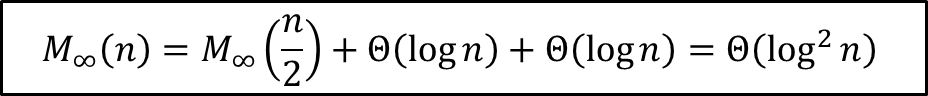 M∞(n) = M∞(n/2) + Θ(log n) + Θ(log n) = Θ(log² n)